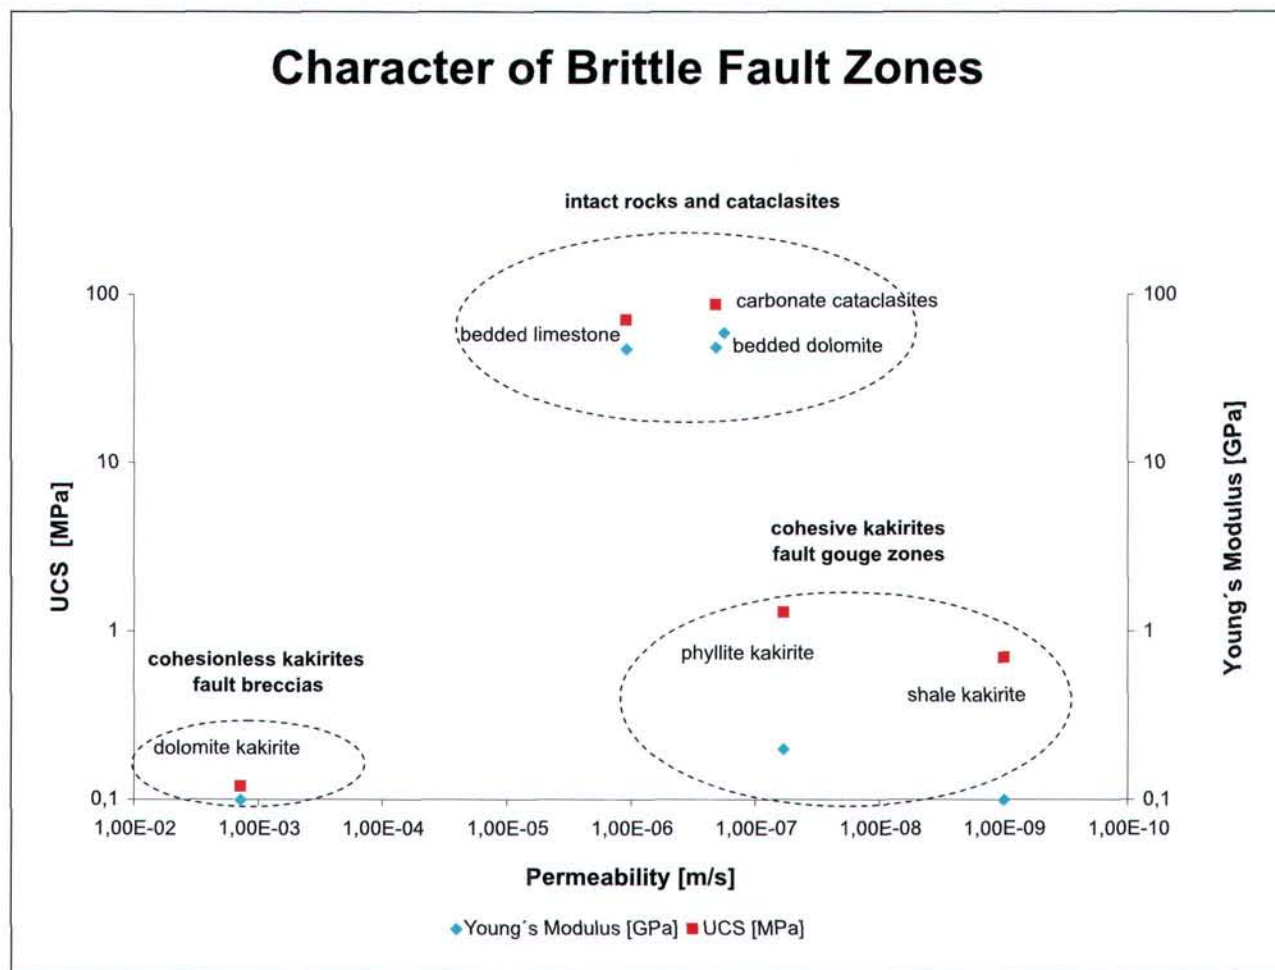 Character of Brittle Fault Zones
intact rocks and cataclasites
100
carbonate cataclasites
100
bedded limestone
bedded dolomite
10
10
UCS [MPa]
Young´s Modulus [GPa]
cohesive kakirites
fault gouge zones
1
1
phyllite kakirite
cohesionless kakirites
fault breccias
shale kakirite
dolomite kakirite
0,1
0,1
1,00E-02 1,00E-03 1,00E-04 1,00E-05 1,00E-06 1,00E-07 1,00E-08 1,00E-09 1,00E-10
Permeability [m/s]
Young´s Modulus [GPa] UCS [MPa]